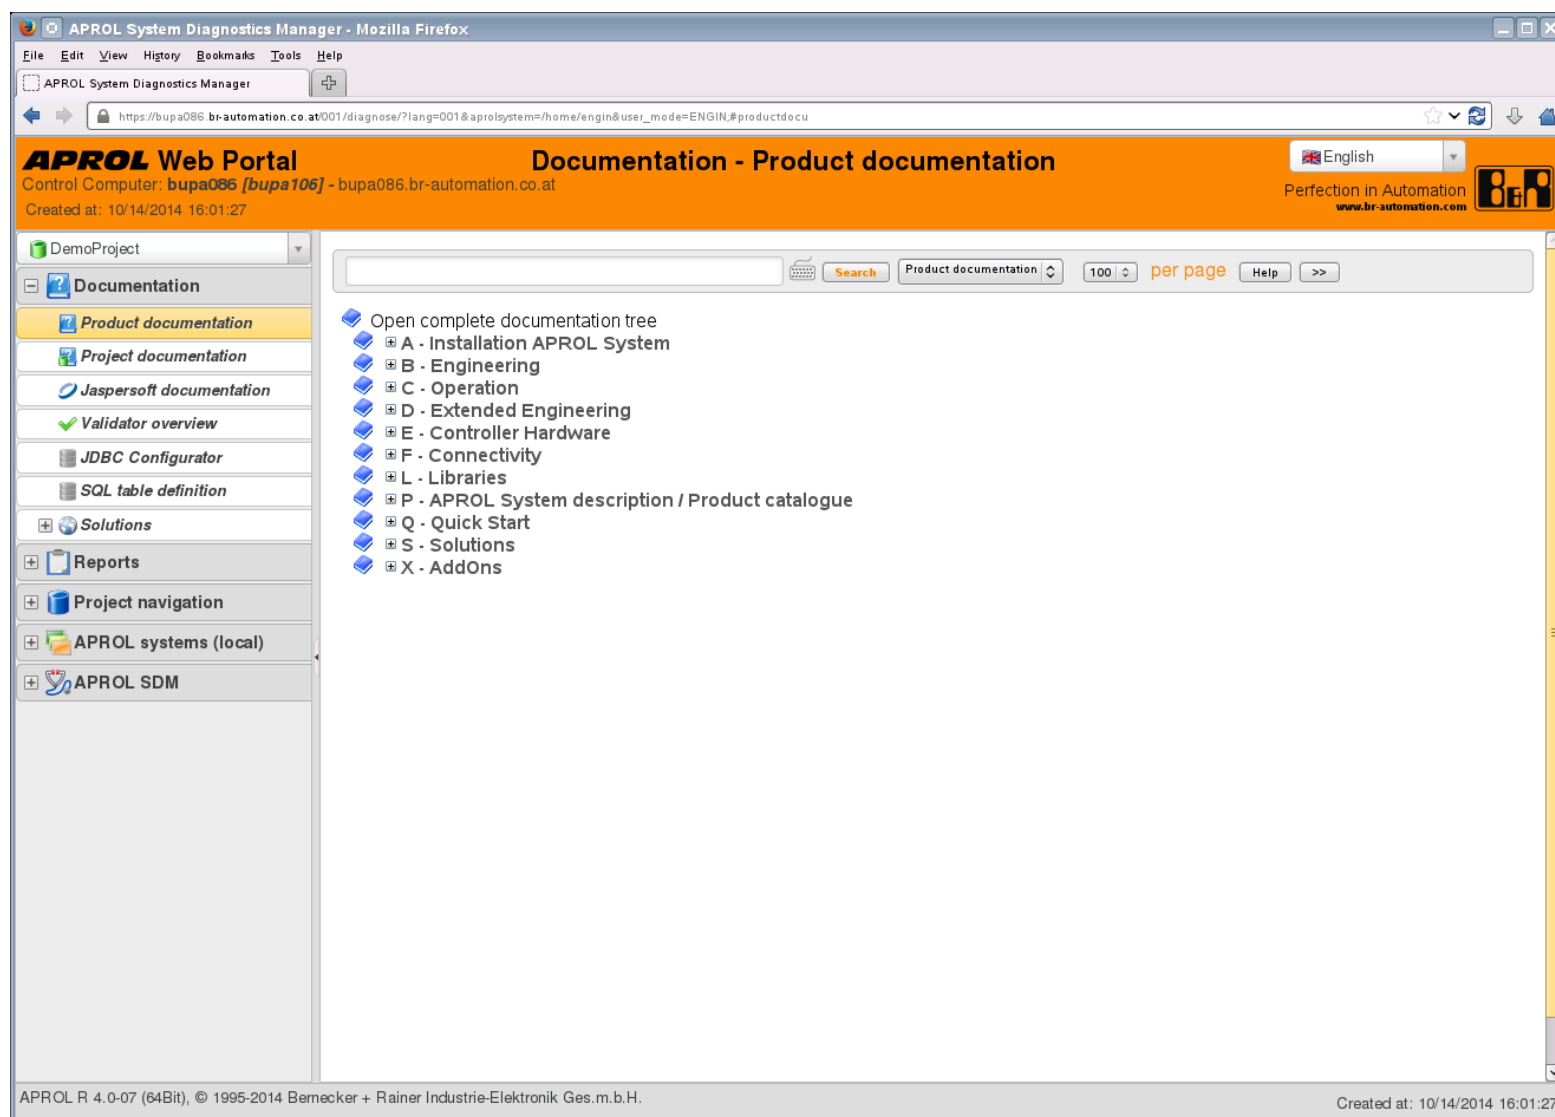 APROL System Diagnostics Manager - Mozilla Firefox
File Edit View History Bookmarks Tools Help
APROL System Diagnostics Manager
https://bupa086.br-automation.co.at/001/diagnose/?lang=001&aprolsystem=/home/engin&user_mode=ENGIN;#productdocu
APROL Web Portal
Documentation - Product documentation
English
Control Computer: bupa086 [bupa106] - bupa086.br-automation.co.at
Perfection in Automation
www.br-automation.com
B&R
Created at: 10/14/2014 16:01:27
DemoProject
Documentation
Product documentation
Project documentation
Jaspersoft documentation
Validator overview
JDBC Configurator
SQL table definition
Solutions
Reports
Project navigation
APROL systems (local)
APROL SDM
Search Product documentation 100 per page Help >>
Open complete documentation tree
A - Installation APROL System
B - Engineering
C - Operation
D - Extended Engineering
E - Controller Hardware
F - Connectivity
L - Libraries
P - APROL System description / Product catalogue
Q - Quick Start
S - Solutions
X - AddOns
APROL R 4.0-07 (64Bit), © 1995-2014 Bernecker + Rainer Industrie-Elektronik Ges.m.b.H.
Created at: 10/14/2014 16:01:27